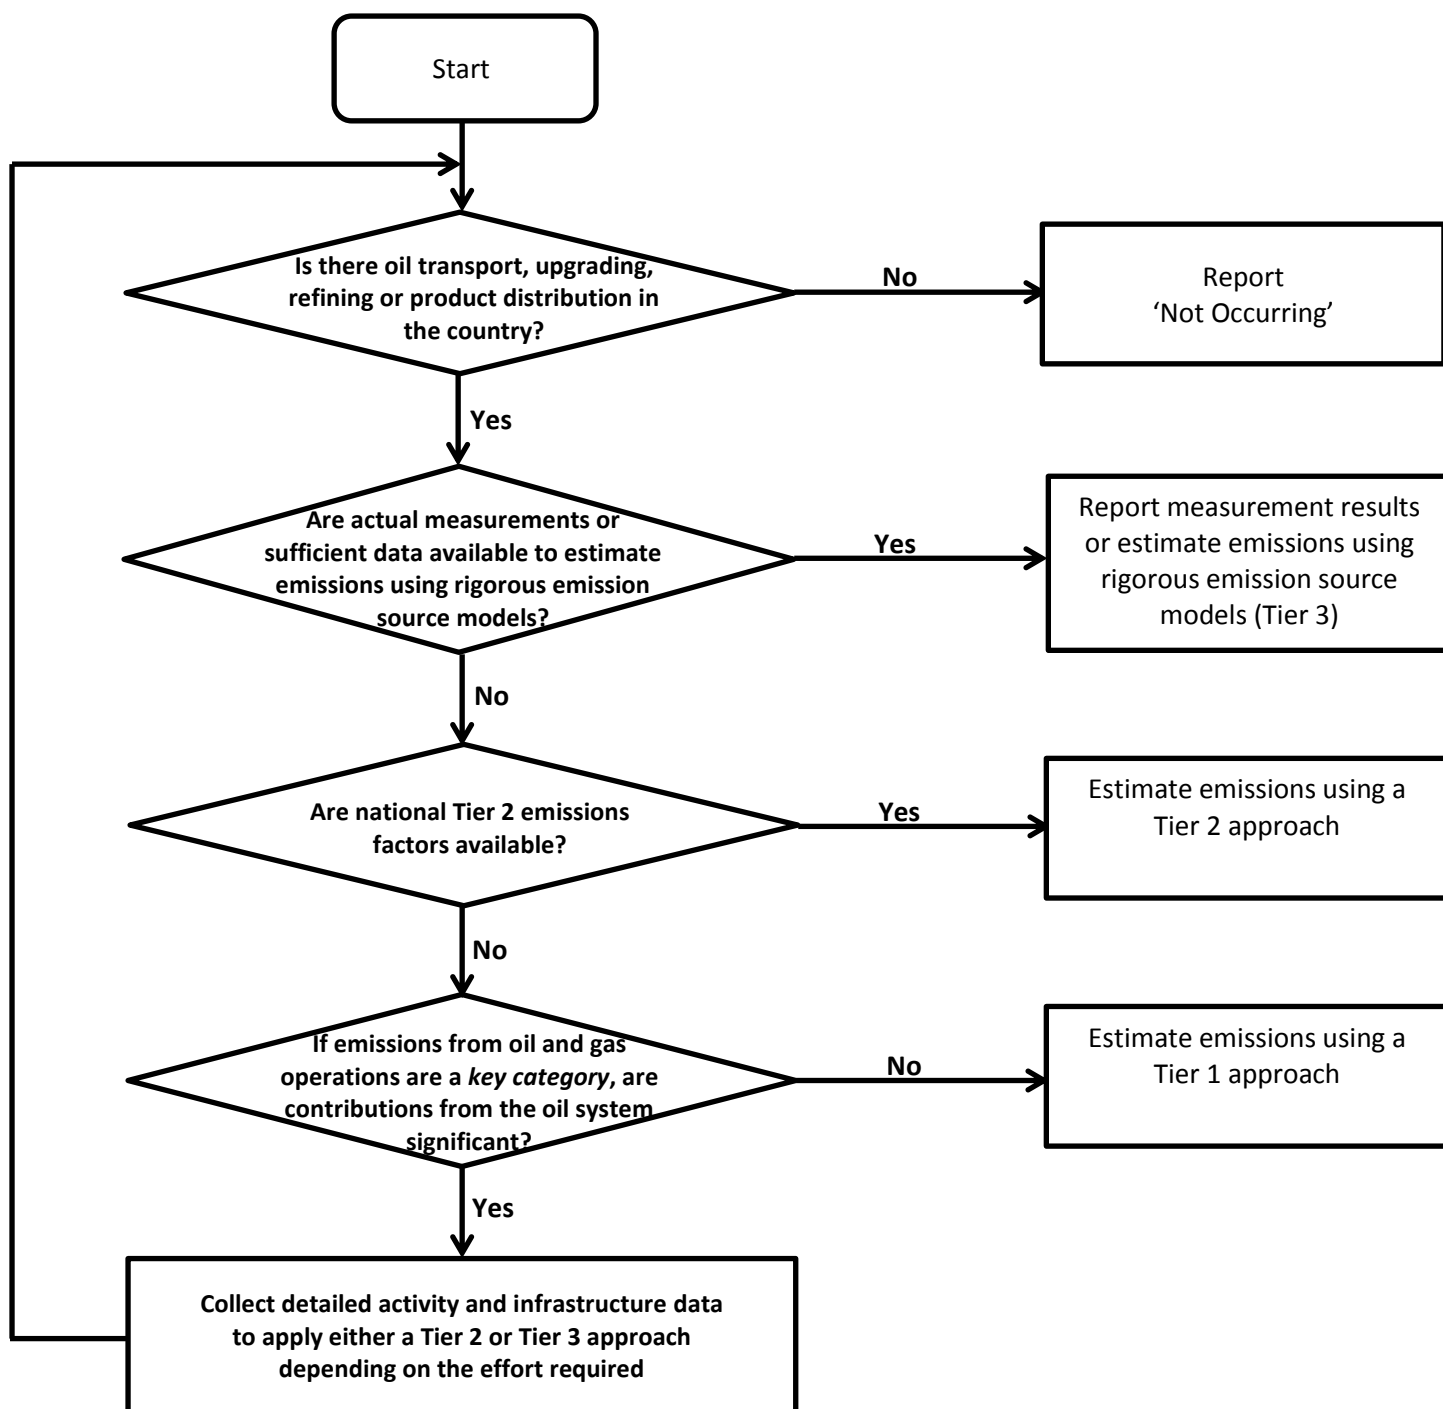 Start
Is there oil transport, upgrading,
refining or product distribution in
the country?
No
Report
‘Not Occurring’
Yes
Are actual measurements or
sufficient data available to estimate
emissions using rigorous emission
source models?
Yes
Report measurement results
or estimate emissions using
rigorous emission source
models (Tier 3)
No
Are national Tier 2 emissions
factors available?
Yes
Estimate emissions using a
Tier 2 approach
No
If emissions from oil and gas
operations are a key category, are
contributions from the oil system
significant?
No
Estimate emissions using a
Tier 1 approach
Yes
Collect detailed activity and infrastructure data
to apply either a Tier 2 or Tier 3 approach
depending on the effort required